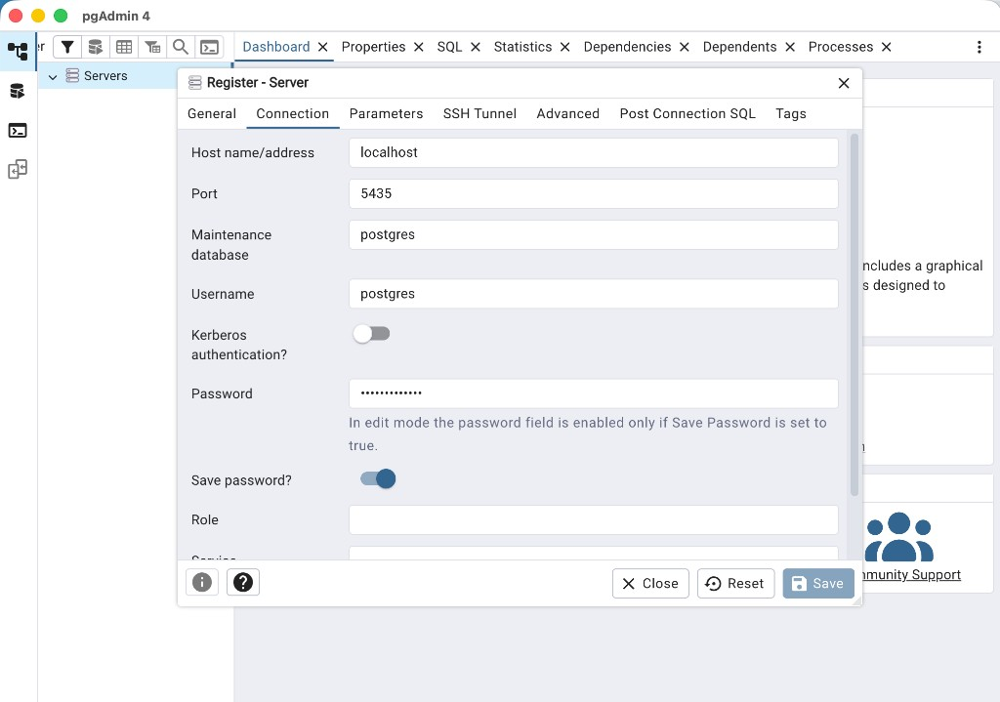 pgAdmin 4
er
Dashboard Properties SQL Statistics Dependencies Dependents Processes
Servers
Register - Server
General Connection Parameters SSH Tunnel Advanced Post Connection SQL Tags
Host name/address localhost
Port 5435
Maintenance database postgres
Username postgres
Kerberos authentication?
Password •••••••••••••
In edit mode the password field is enabled only if Save Password is set to
true.
Save password?
Role
Service
Close Reset Save
ncludes a graphical
s designed to
n
mmunity Support